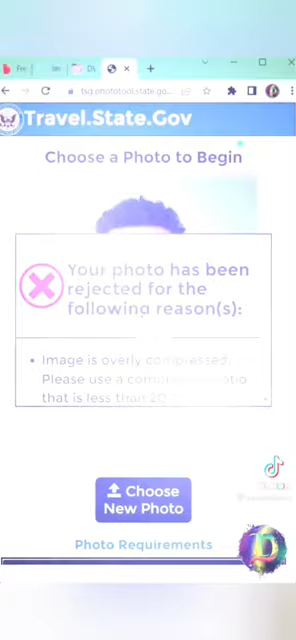 Travel.State.Gov
Choose a Photo to Begin
Your photo has been
rejected for the
following reason(s):
• Image is overly compressed.
Please use a
that is less than 20
Choose
New Photo
Photo Requirements